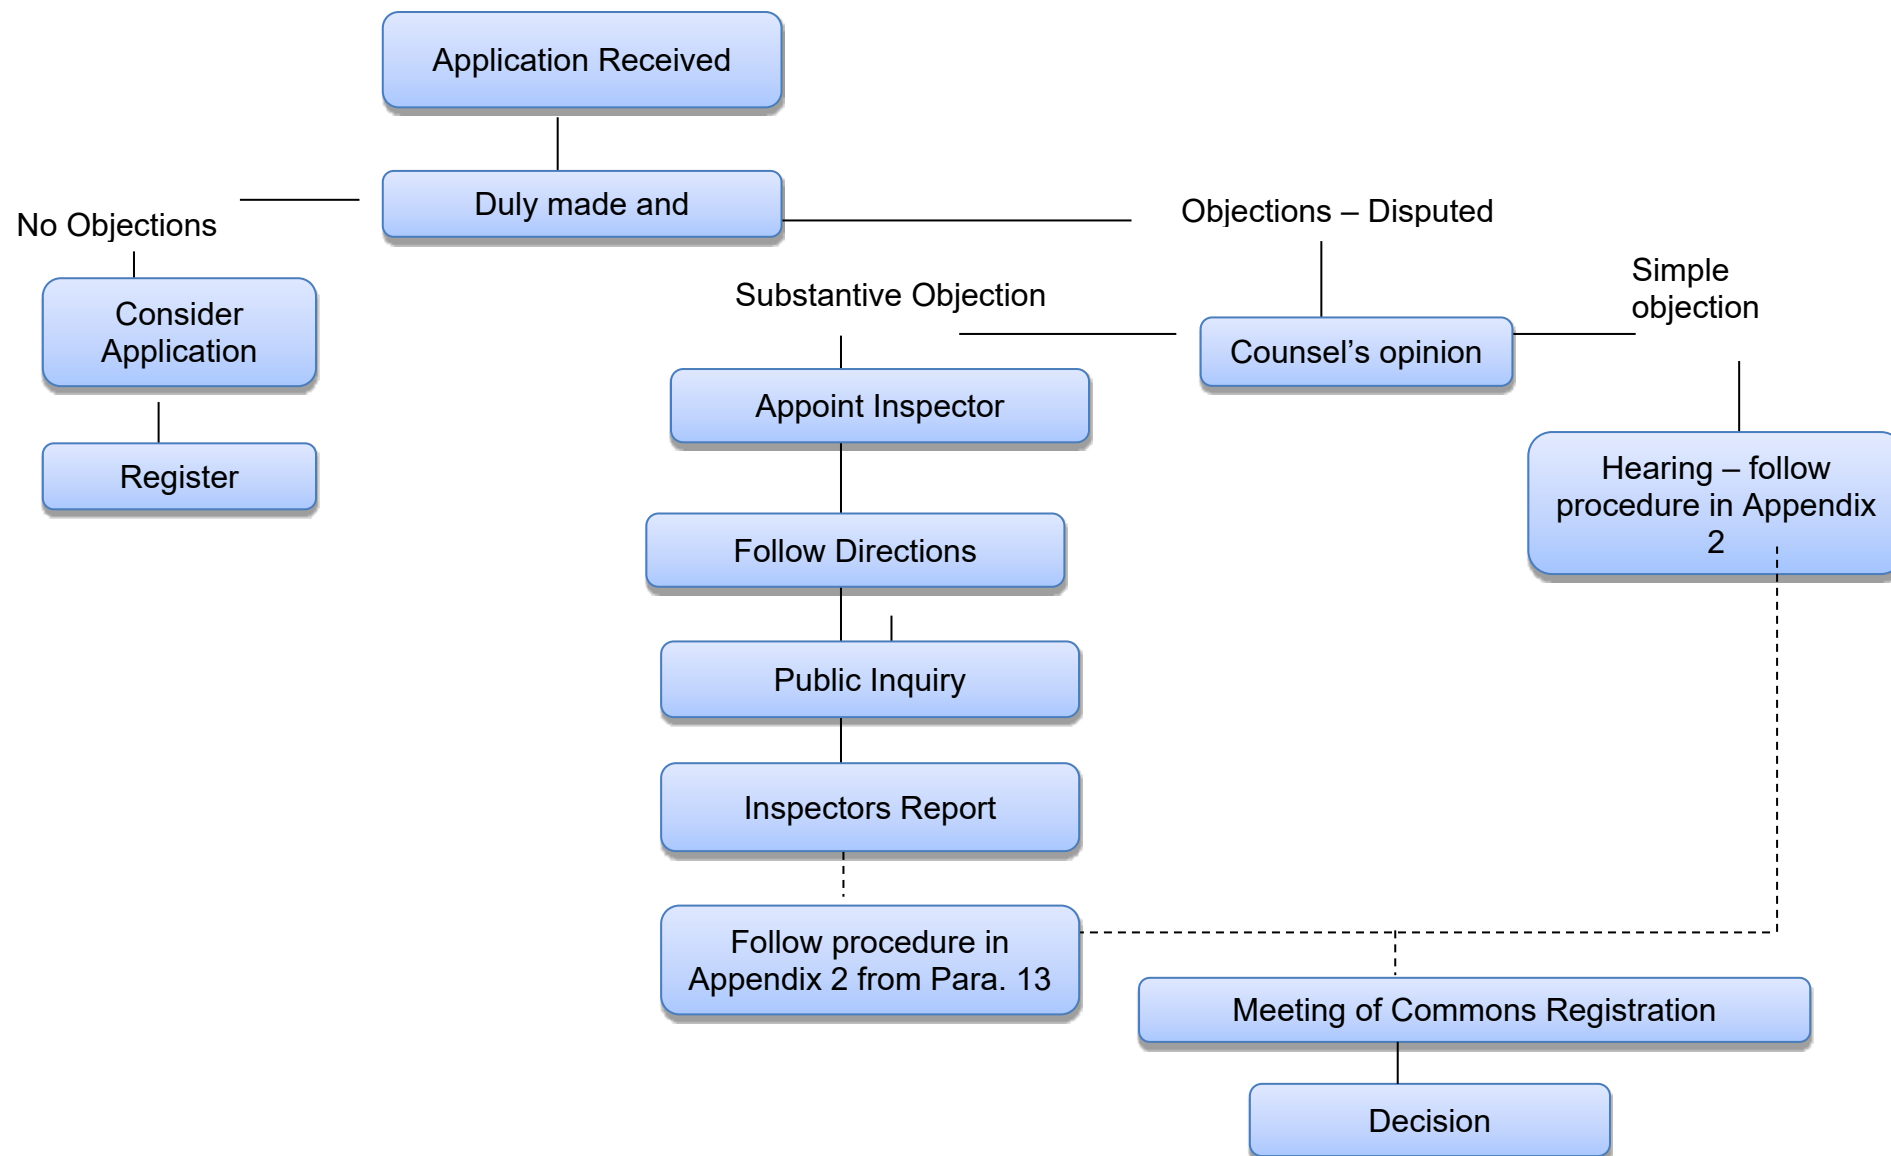 Application Received
Duly made and
No Objections
Objections – Disputed
Consider
Application
Register
Substantive Objection
Simple
objection
Counsel’s opinion
Appoint Inspector
Hearing – follow
procedure in Appendix
2
Follow Directions
Public Inquiry
Inspectors Report
Follow procedure in
Appendix 2 from Para. 13
Meeting of Commons Registration
Decision